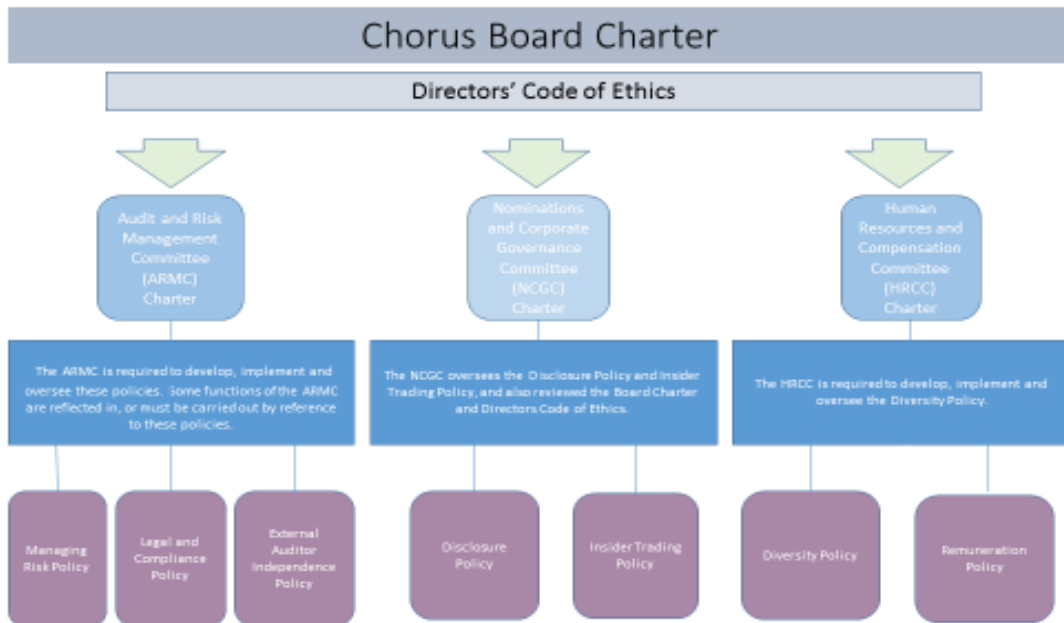 Chorus Board Charter
Directors' Code of Ethics
Audit and Risk
Management
Committee
(ARMC)
Charter
Nominations
and Corporate
Governance
Committee
(NCGC)
Charter
Human
Resources and
Compensation
Committee
(HRCC)
Charter
The ARMC is required to develop, implement and
oversee these policies. Some functions of the ARMC
are reflected in, or must be carried out by reference
to these policies.
The NCGC oversees the Disclosure Policy and Insider
Trading Policy, and also reviewed the Board Charter
and Directors Code of Ethics.
The HRCC is required to develop, implement and
oversee the Diversity Policy.
Managing
Risk Policy
Legal and
Compliance
Policy
External
Auditor
Independence
Policy
Disclosure
Policy
Insider Trading
Policy
Diversity Policy
Remuneration
Policy